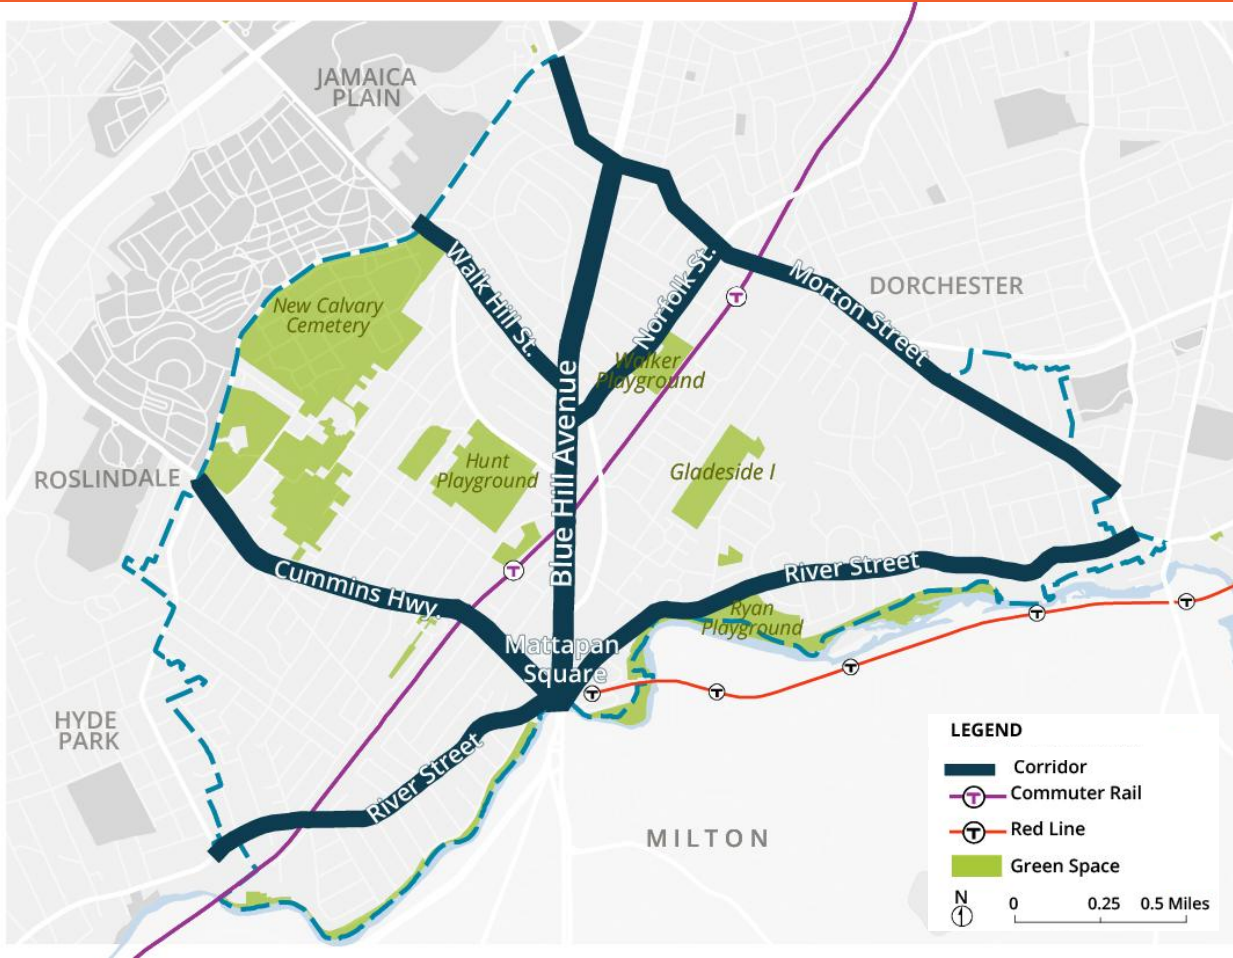 JAMAICA
PLAIN
Walk Hill St.
Norfolk St.
Morton Street
DORCHESTER
New Calvary
Cemetery
Walker
Playground
Blue Hill Avenue
ROSLINDALE
Hunt
Playground
Gladeside I
T
T
Cummins Hwy.
River Street
Ryan
Playground
Mattapan
Square
T
T
T
T
T
HYDE
PARK
River Street
MILTON
LEGEND
Corridor
T Commuter Rail
T Red Line
Green Space
N
0 0.25 0.5 Miles